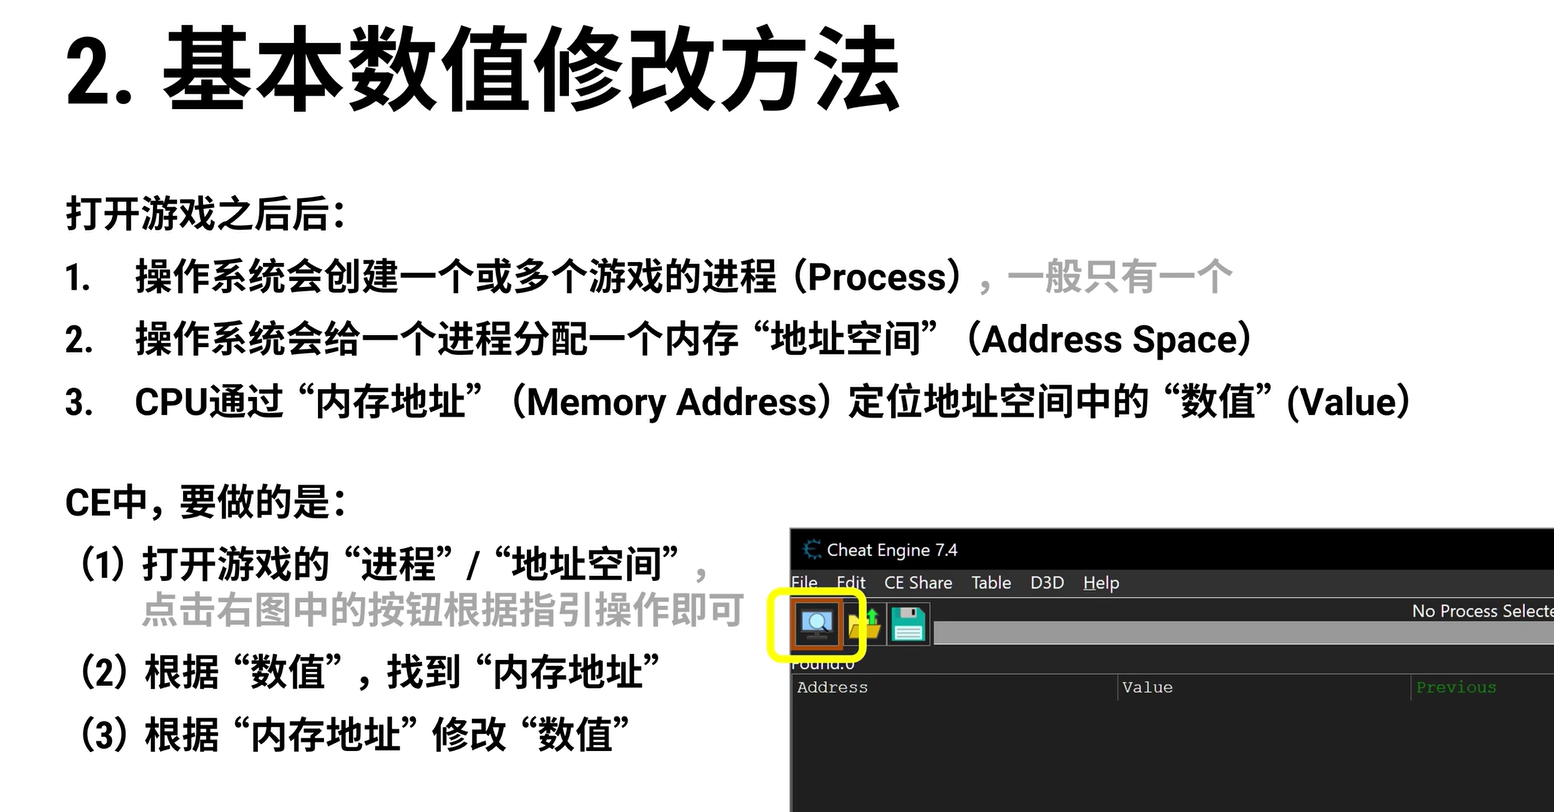 2. 基本数值修改方法
打开游戏之后后：
1. 操作系统会创建一个或多个游戏的进程（Process），一般只有一个
2. 操作系统会给一个进程分配一个内存“地址空间”（Address Space）
3. CPU通过“内存地址”（Memory Address）定位地址空间中的“数值”(Value）
CE中，要做的是：
（1）打开游戏的“进程” / “地址空间”，
点击右图中的按钮根据指引操作即可
（2）根据“数值”，找到“内存地址”
（3）根据“内存地址”修改“数值”
Cheat Engine 7.4
File Edit CE Share Table D3D Help
No Process Selecte
Found:0
Address Value Previous